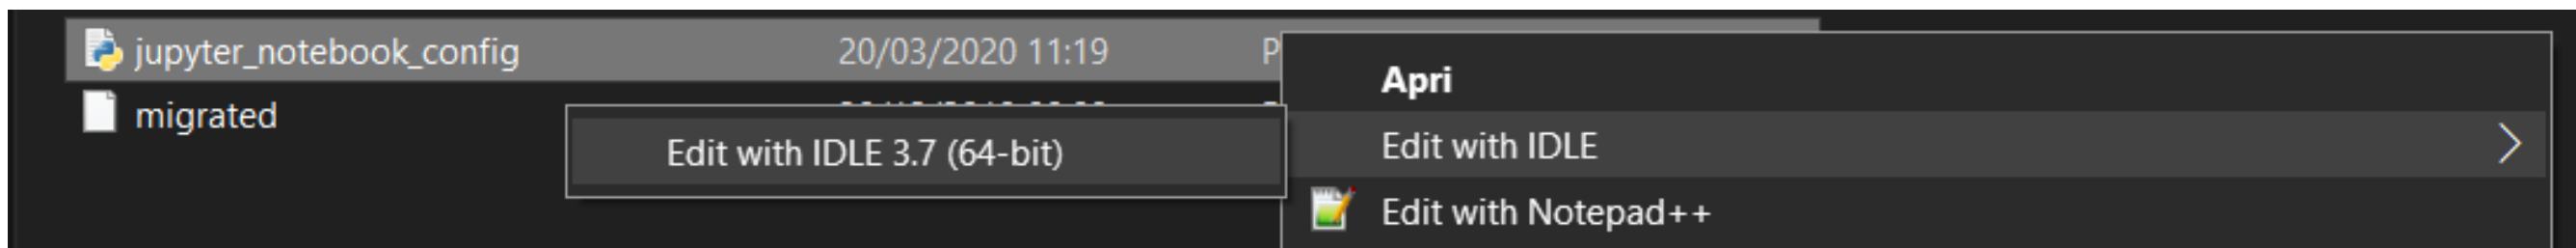 jupyter_notebook_config 20/03/2020 11:19 P
Apri
migrated
Edit with IDLE 3.7 (64-bit)
Edit with IDLE
Edit with Notepad++